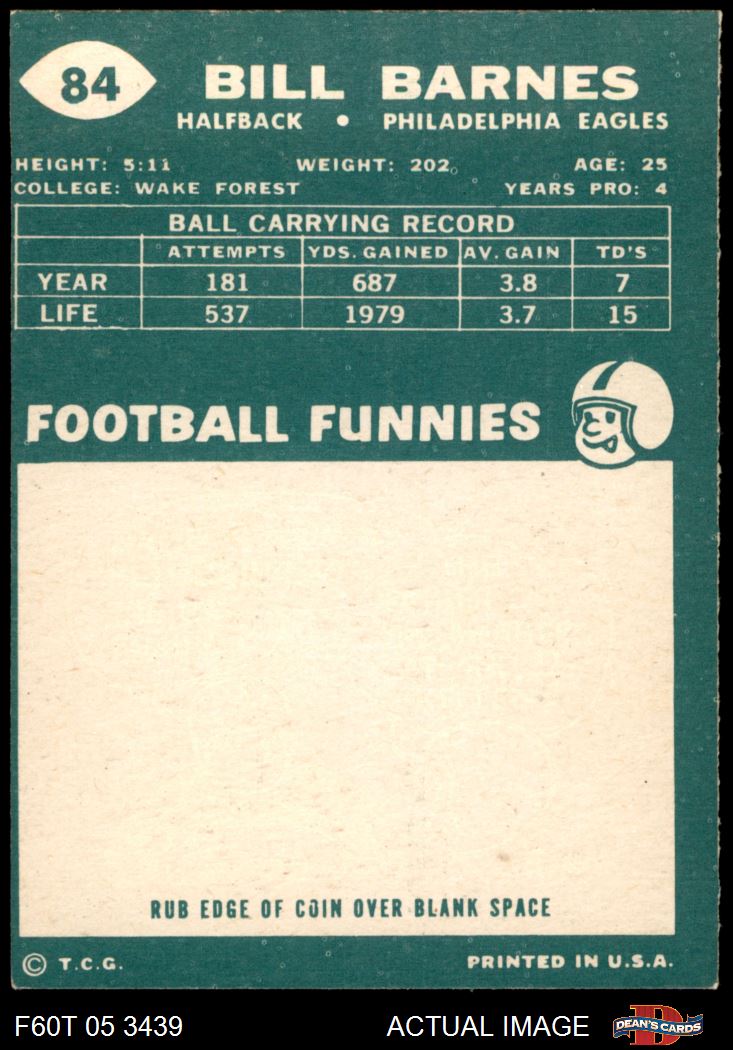 84
BILL BARNES
HALFBACK • PHILADELPHIA EAGLES
HEIGHT: 5:11 WEIGHT: 202 AGE: 25
COLLEGE: WAKE FOREST YEARS PRO: 4
BALL CARRYING RECORD
ATTEMPTS YDS. GAINED AV. GAIN TD'S
YEAR 181 687 3.8 7
LIFE 537 1979 3.7 15
FOOTBALL FUNNIES
RUB EDGE OF COIN OVER BLANK SPACE
© T.C.G. PRINTED IN U.S.A.
F60T 05 3439 ACTUAL IMAGE DEAN'S CARDS